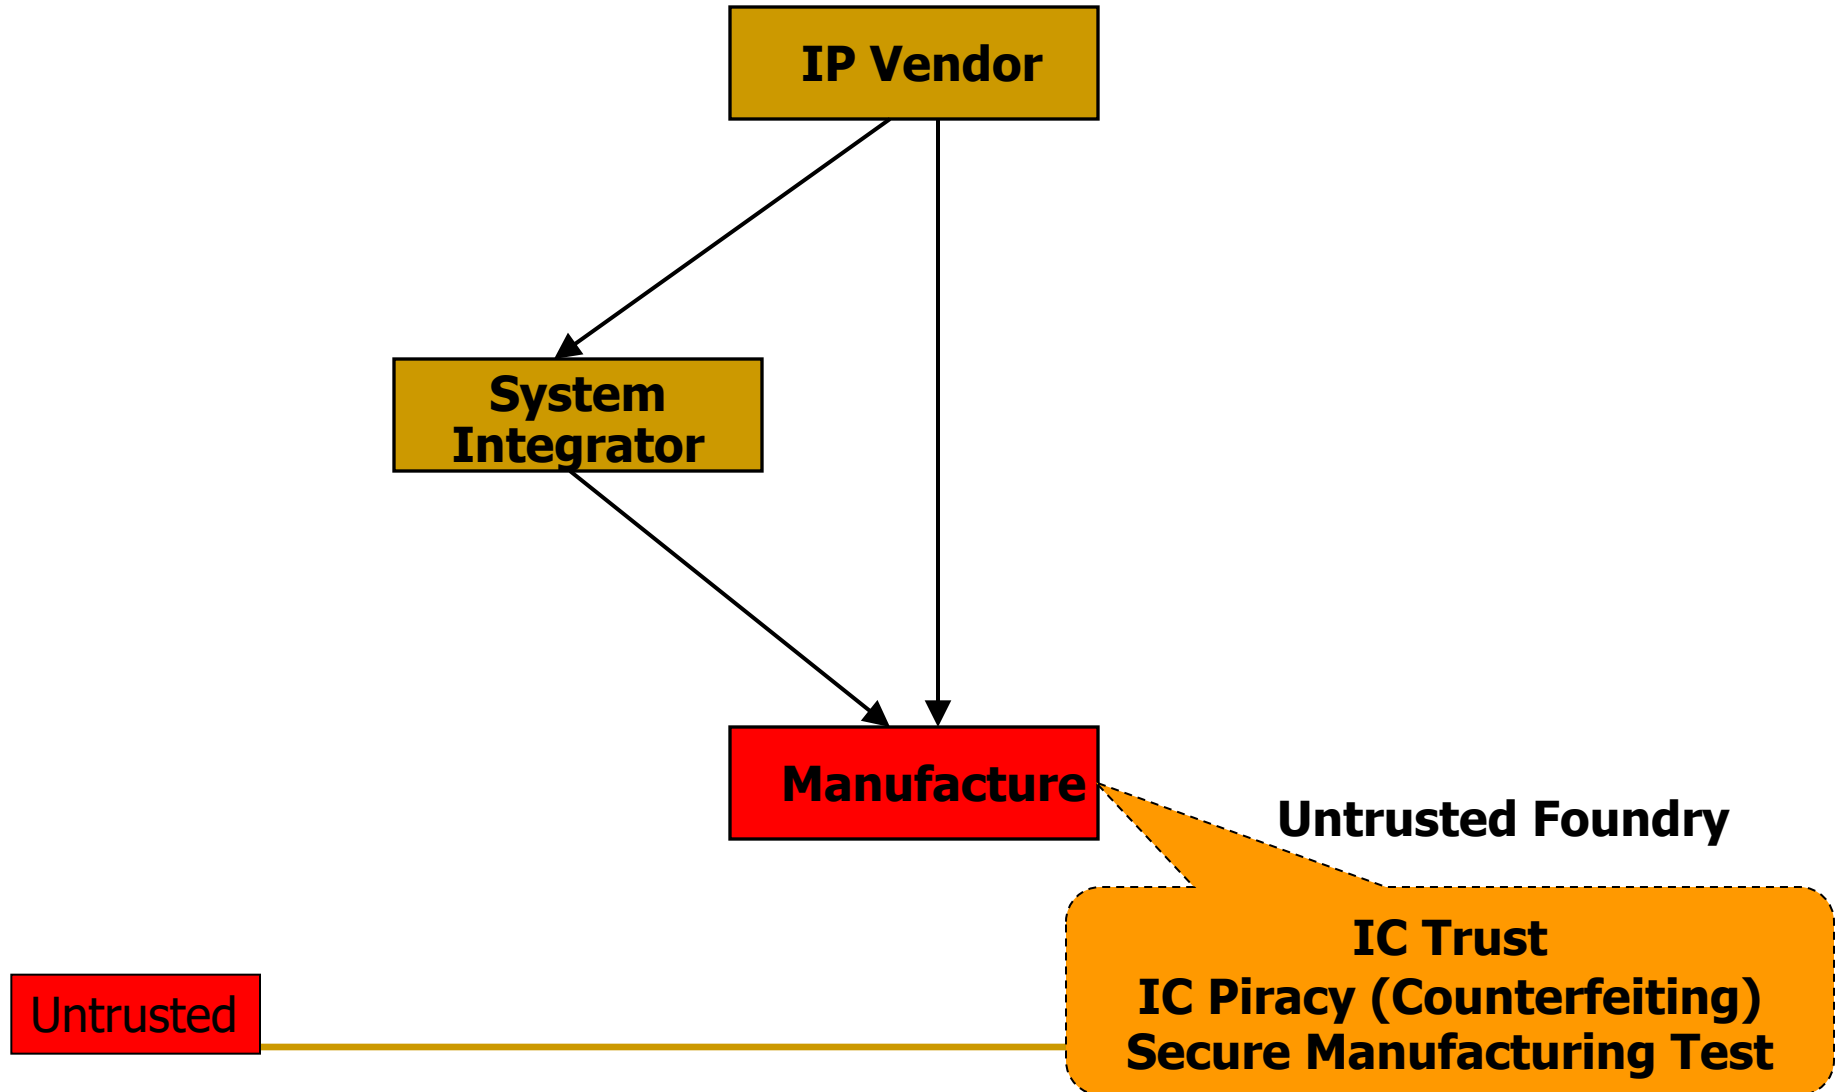 IP Vendor
System
Integrator
Manufacture
Untrusted Foundry
IC Trust
IC Piracy (Counterfeiting)
Secure Manufacturing Test
Untrusted